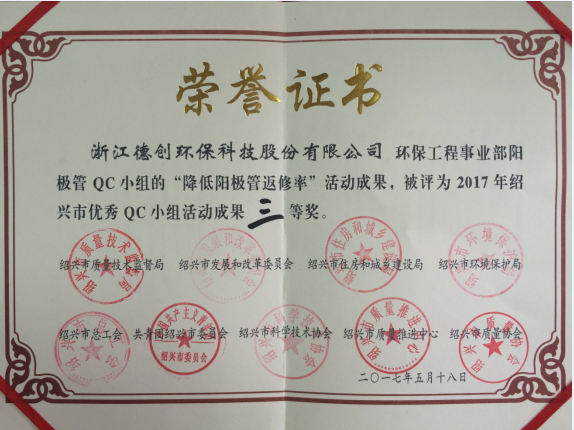 荣誉证书
浙江德创环保科技股份有限公司 环保工程事业部阳
极管 QC 小组的“降低阳极管返修率”活动成果,被评为 2017 年绍
兴市优秀 QC 小组活动成果 三 等奖。
绍兴市质量技术监督局 绍兴市发展和改革委员会 绍兴市住房和城乡建设局 绍兴市环境保护局
绍兴市总工会 共青团绍兴市委员会 绍兴市科学技术协会 绍兴市质量推进中心 绍兴市质量协会
绍兴市委员会
二〇一七年五月十八日